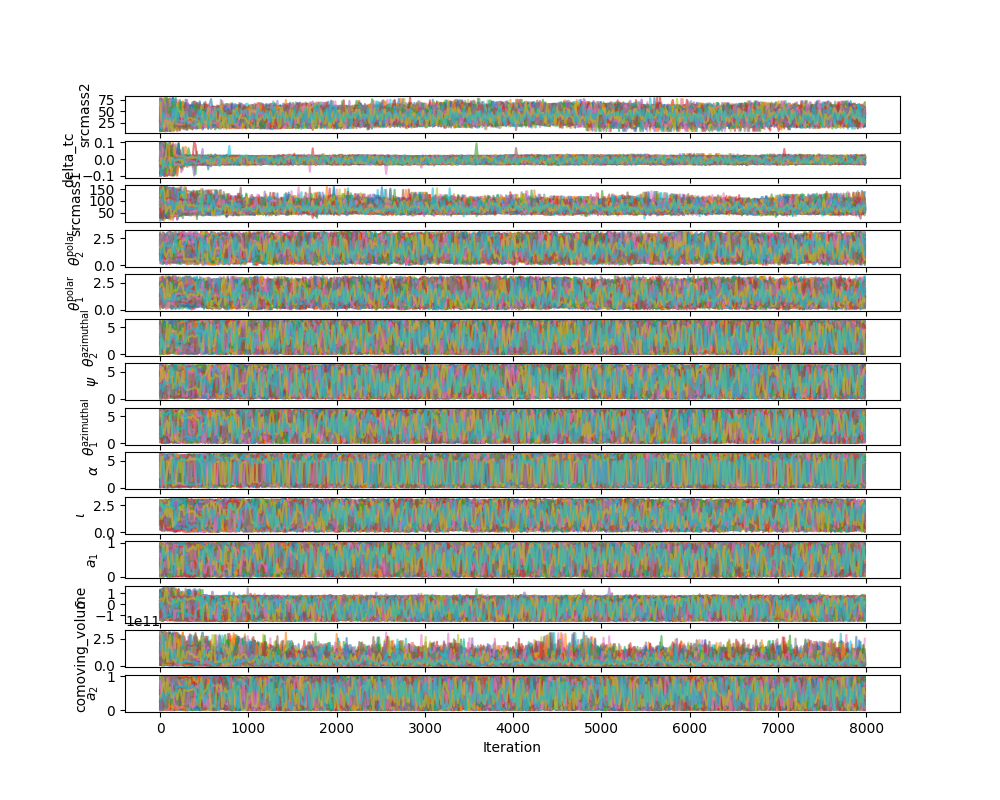 srcmass2
75
50
25
delta_tc
0.1
0.0
−0.1
srcmass1
150
100
50
θ₂^polar
2.5
0.0
θ₁^polar
2.5
0.0
θ₂^azimuthal
5
0
ψ
5
0
θ₁^azimuthal
5
0
α
5
0
ι
2.5
0.0
a₁
1
0
1
0
−1
1e11
comoving_volume
2.5
0.0
a₂
1
0
0 1000 2000 3000 4000 5000 6000 7000 8000
Iteration